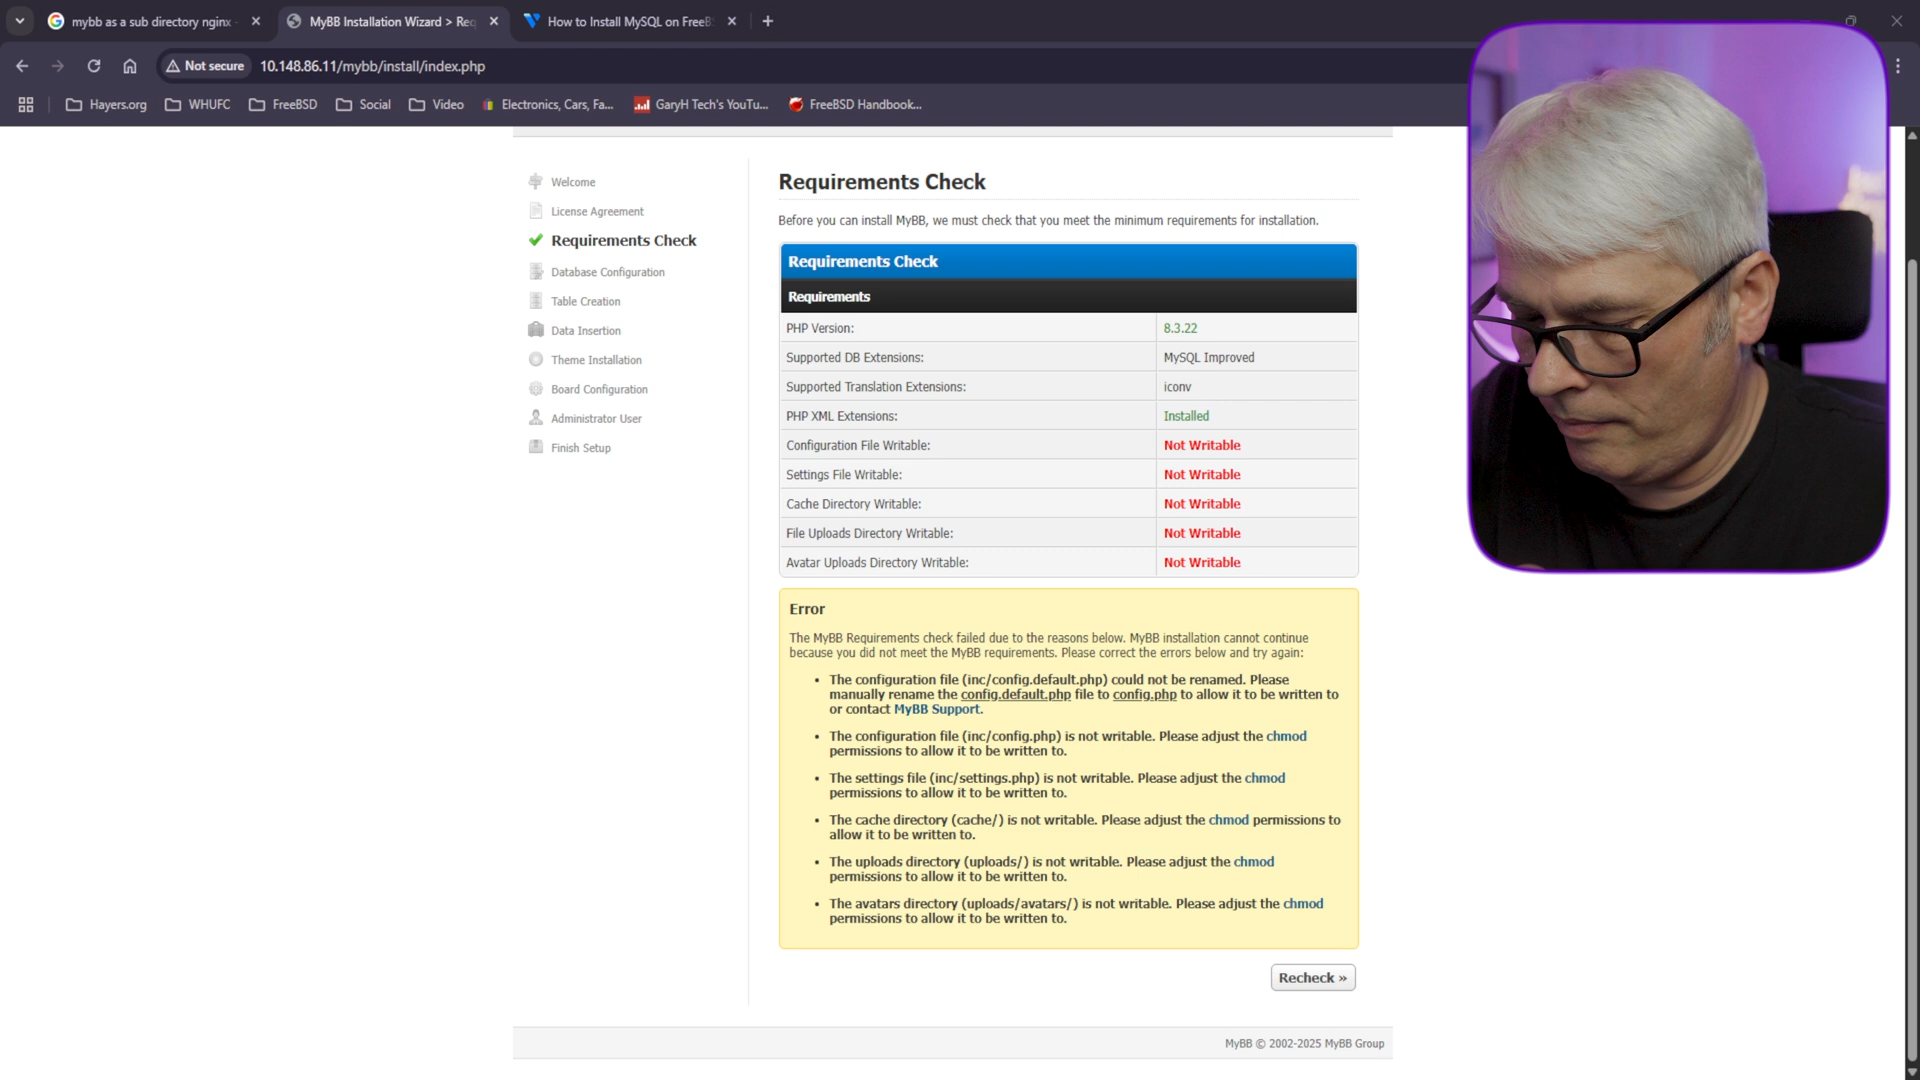 mybb as a sub directory nginx
MyBB Installation Wizard > Req
How to Install MySQL on FreeB
Not secure
10.148.86.11/mybb/install/index.php
Hayers.org
WHUFC
FreeBSD
Social
Video
Electronics, Cars, Fa...
GaryH Tech's YouTu...
FreeBSD Handbook...
Welcome
License Agreement
Requirements Check
Database Configuration
Table Creation
Data Insertion
Theme Installation
Board Configuration
Administrator User
Finish Setup
Requirements Check
Before you can install MyBB, we must check that you meet the minimum requirements for installation.
Requirements Check
Requirements
PHP Version: 8.3.22
Supported DB Extensions: MySQL Improved
Supported Translation Extensions: iconv
PHP XML Extensions: Installed
Configuration File Writable: Not Writable
Settings File Writable: Not Writable
Cache Directory Writable: Not Writable
File Uploads Directory Writable: Not Writable
Avatar Uploads Directory Writable: Not Writable
Error
The MyBB Requirements check failed due to the reasons below. MyBB installation cannot continue
because you did not meet the MyBB requirements. Please correct the errors below and try again:
• The configuration file (inc/config.default.php) could not be renamed. Please
manually rename the config.default.php file to config.php to allow it to be written to
or contact MyBB Support.
• The configuration file (inc/config.php) is not writable. Please adjust the chmod
permissions to allow it to be written to.
• The settings file (inc/settings.php) is not writable. Please adjust the chmod
permissions to allow it to be written to.
• The cache directory (cache/) is not writable. Please adjust the chmod permissions to
allow it to be written to.
• The uploads directory (uploads/) is not writable. Please adjust the chmod
permissions to allow it to be written to.
• The avatars directory (uploads/avatars/) is not writable. Please adjust the chmod
permissions to allow it to be written to.
Recheck »
MyBB © 2002-2025 MyBB Group